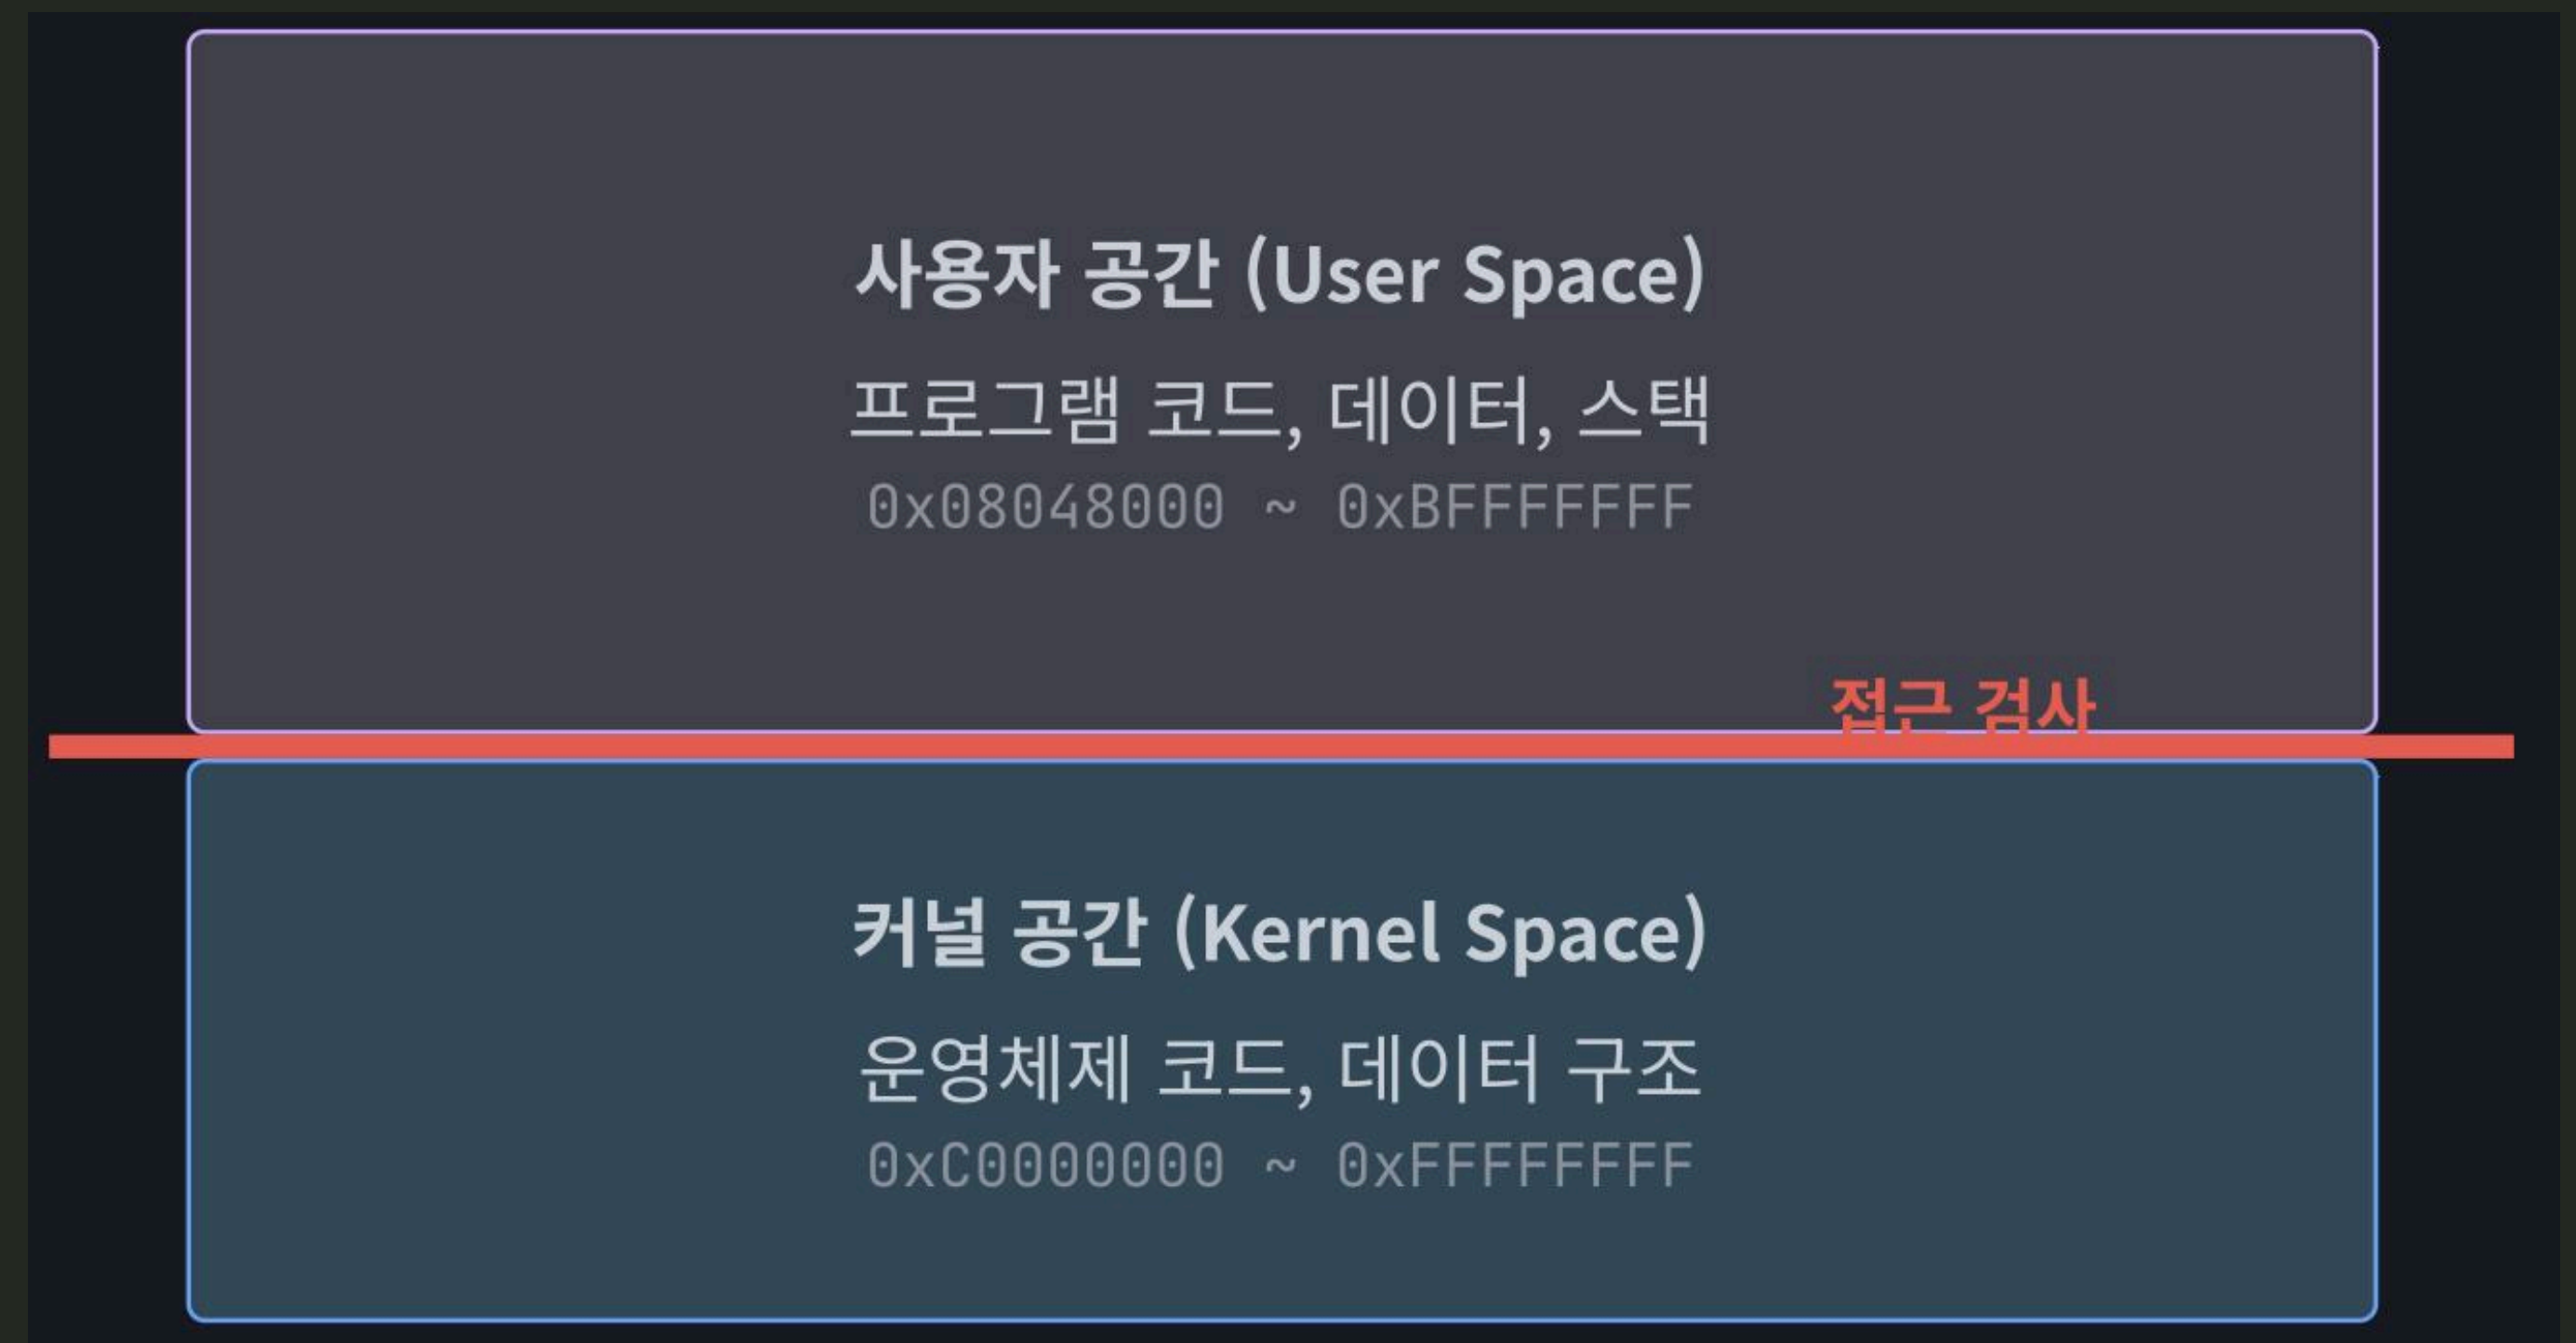 사용자 공간 (User Space)
프로그램 코드, 데이터, 스택
0x08048000 ~ 0xBFFFFFFF
접근 검사
커널 공간 (Kernel Space)
운영체제 코드, 데이터 구조
0xC0000000 ~ 0xFFFFFFFF